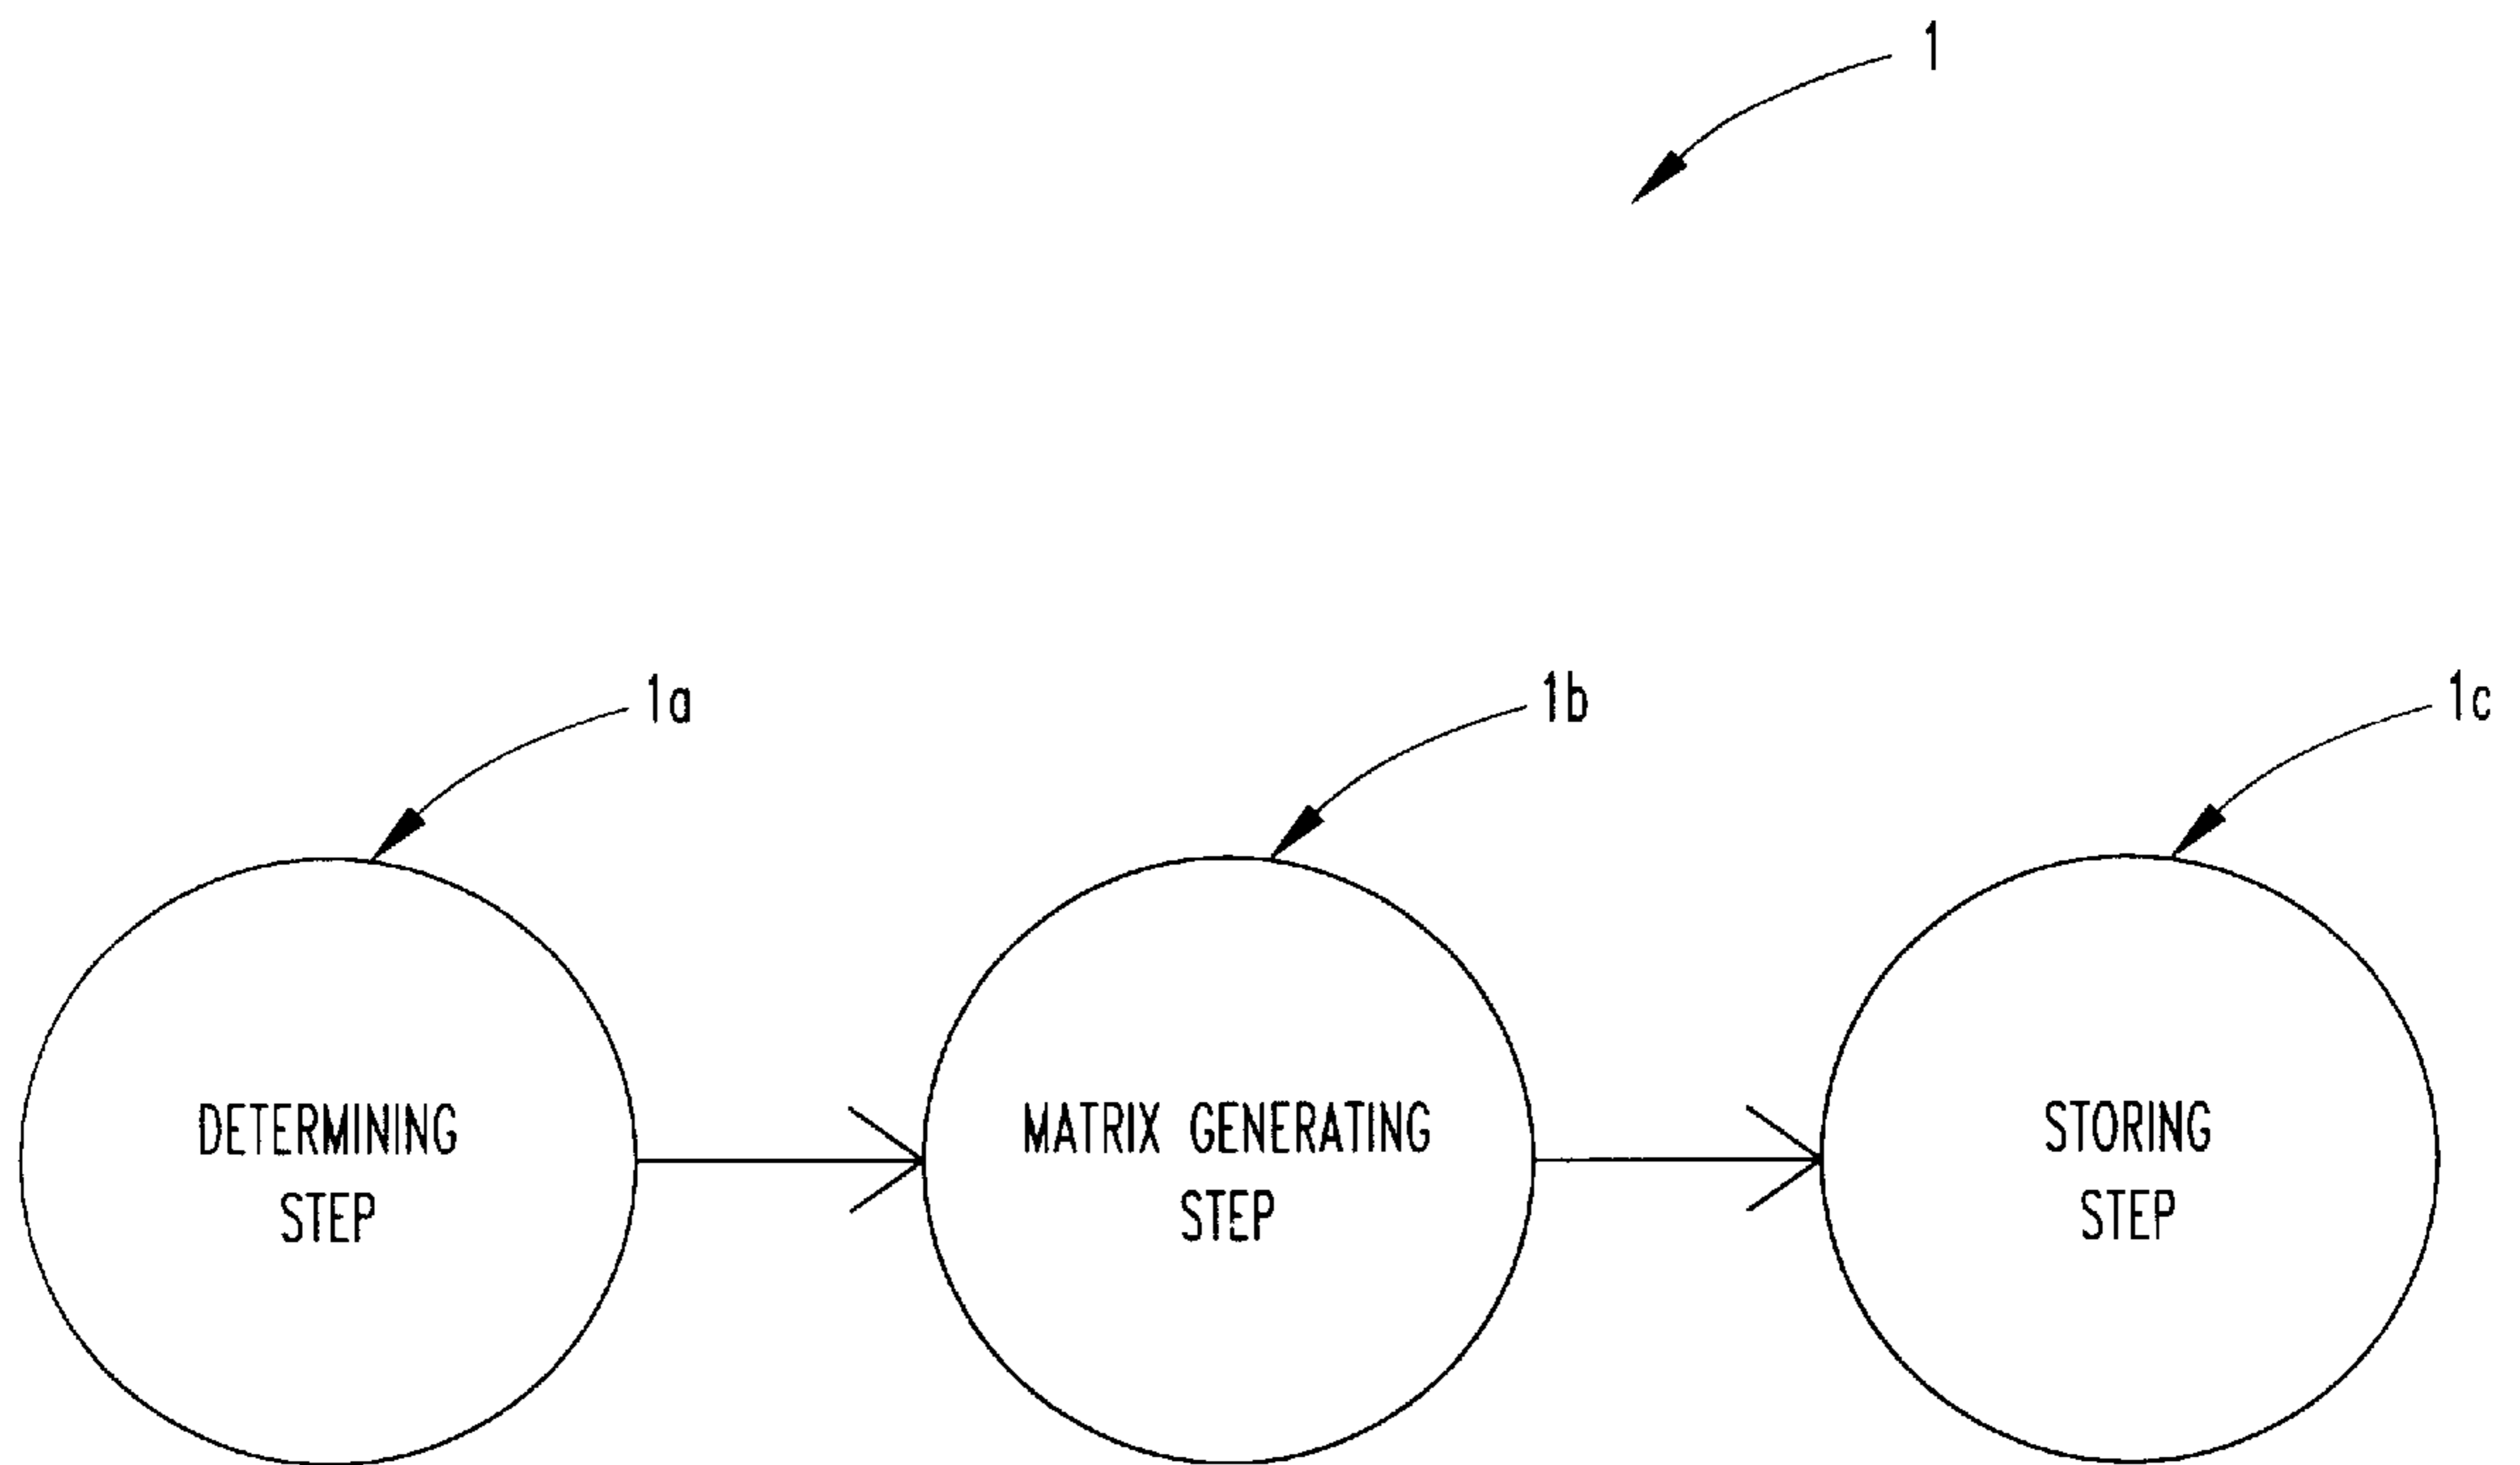 1
1a
1b
1c
DETERMINING
STEP
MATRIX GENERATING
STEP
STORING
STEP